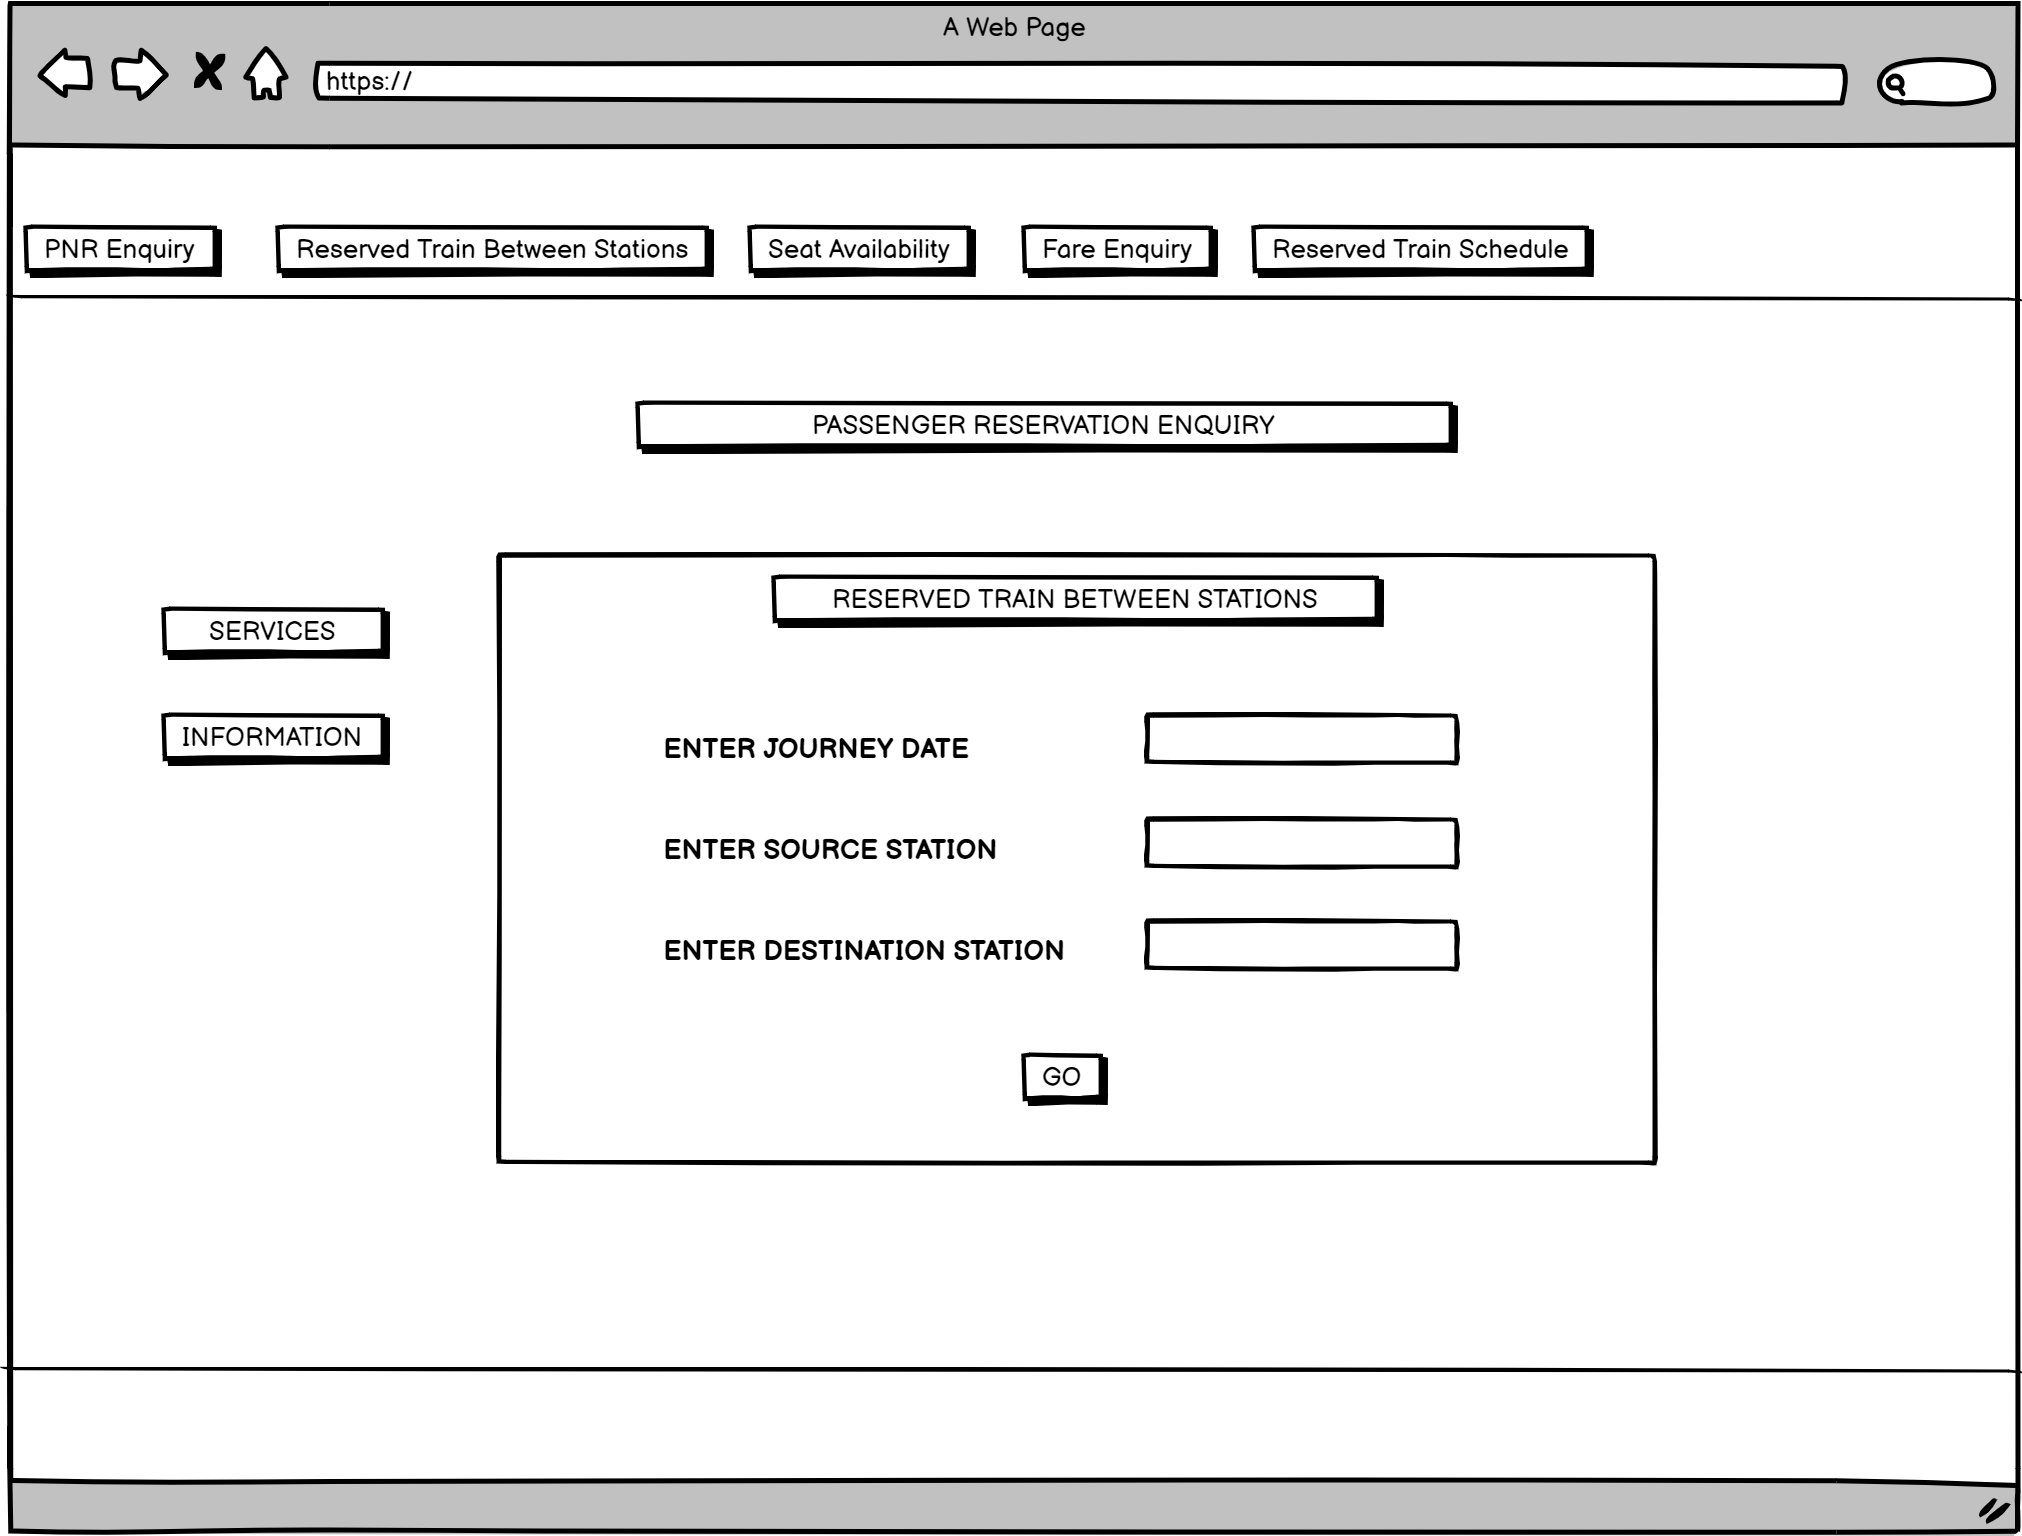 A Web Page
https://
PNR Enquiry
Reserved Train Between Stations
Seat Availability
Fare Enquiry
Reserved Train Schedule
PASSENGER RESERVATION ENQUIRY
RESERVED TRAIN BETWEEN STATIONS
SERVICES
INFORMATION
ENTER JOURNEY DATE
ENTER SOURCE STATION
ENTER DESTINATION STATION
GO